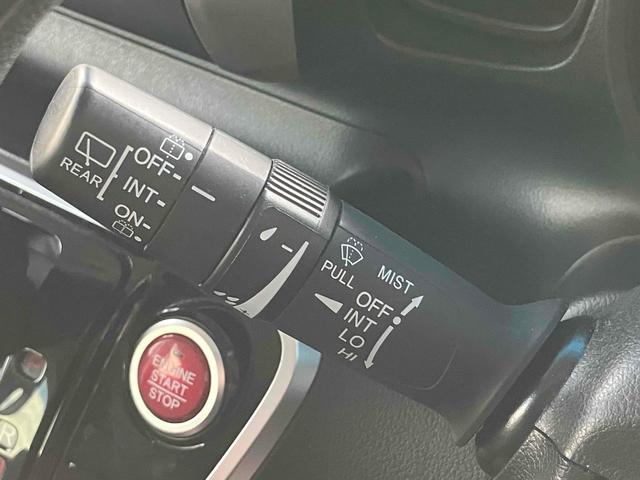 REAR
OFF
INT
ON
PULL
MIST
OFF
INT
LO
HI
ENGINE
START
STOP
R